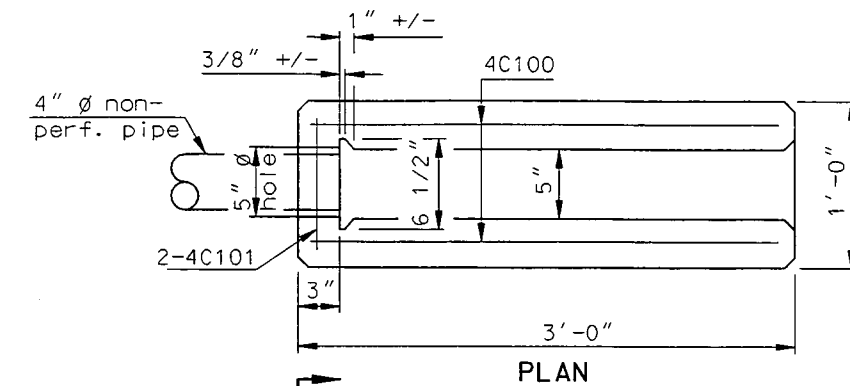 1" +/-
3/8" +/-
4C100
4" Ø non-
perf. pipe
5" Ø
hole
6 1/2"
5"
1'-0"
2-4C101
3"
3'-0"
PLAN